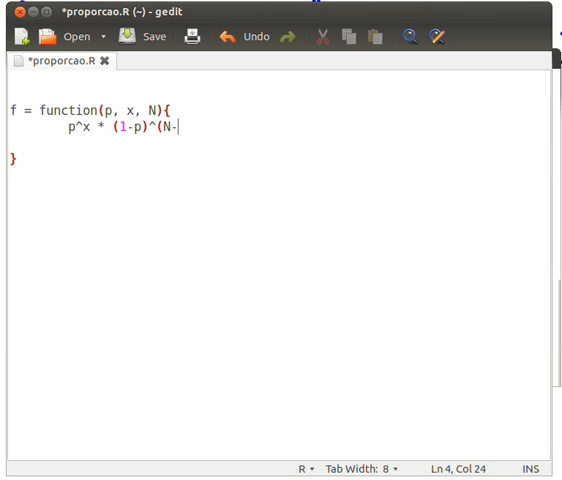 *proporcao.R (~) - gedit
Open Save Undo
*proporcao.R
f = function(p, x, N){
p^x * (1-p)^(N-
}
R Tab Width: 8 Ln 4, Col 24 INS